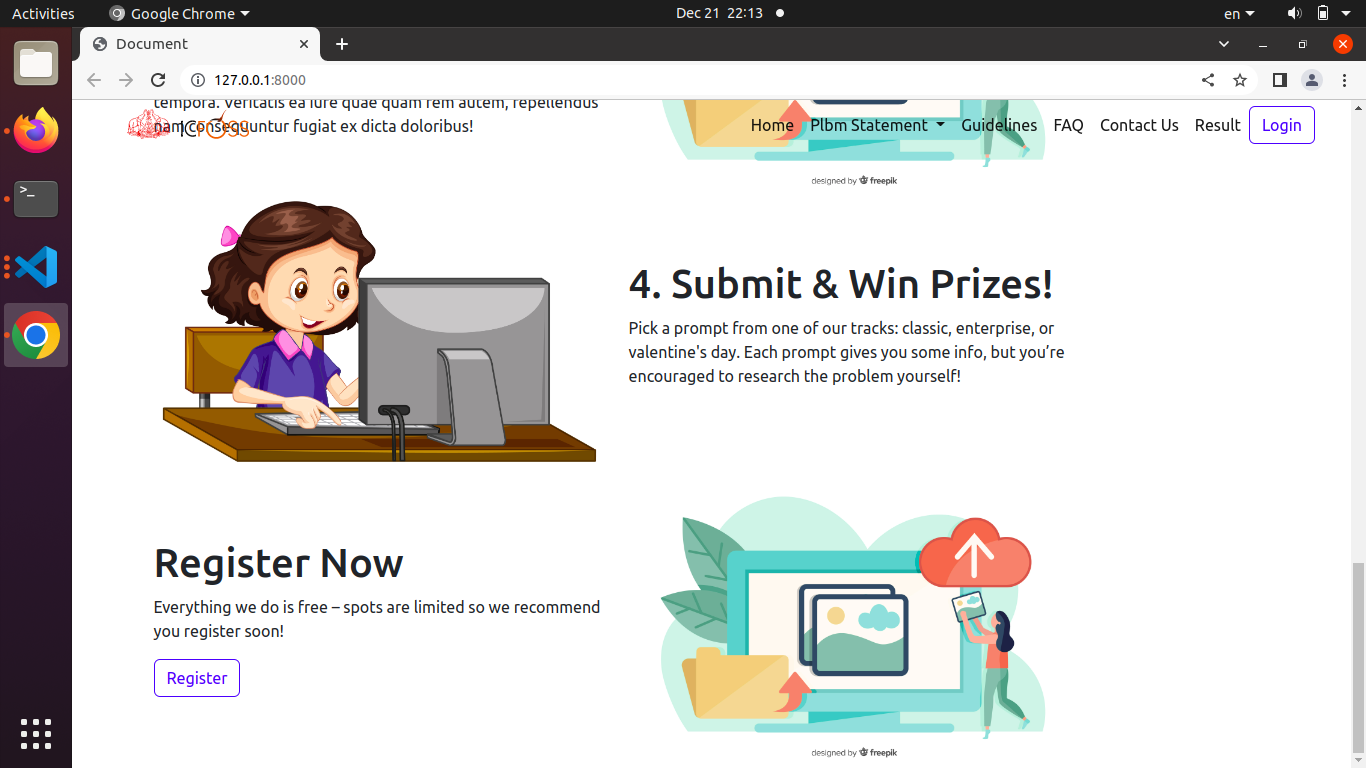 Activities
Google Chrome
Dec 21 22:13
en
Document
127.0.0.1:8000
tempora. Veritatis ea iure quae quam rem autem, repellendus
nam consequuntur fugiat ex dicta doloribus!
ICFOSS
Home
Plbm Statement
Guidelines
FAQ
Contact Us
Result
Login
designed by freepik
4. Submit & Win Prizes!
Pick a prompt from one of our tracks: classic, enterprise, or
valentine's day. Each prompt gives you some info, but you’re
encouraged to research the problem yourself!
Register Now
Everything we do is free – spots are limited so we recommend
you register soon!
Register
designed by freepik